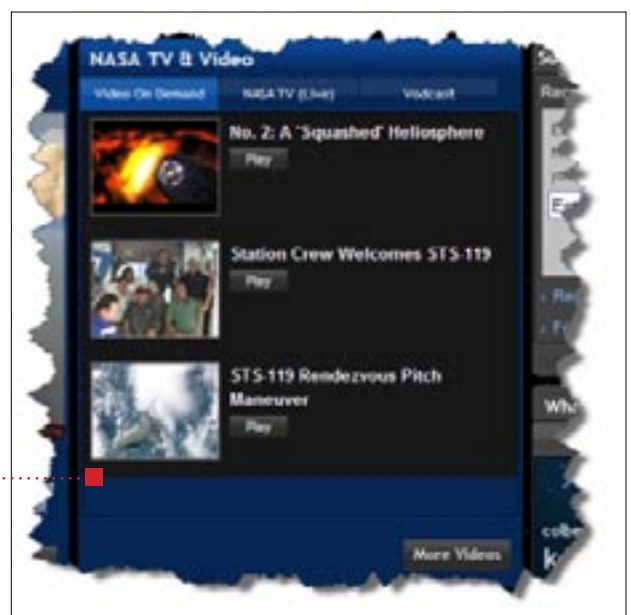 NASA TV & Video
Video On Demand NASA TV (Live) Vodcast
No. 2: A 'Squashed' Heliosphere
Play
Station Crew Welcomes STS-119
Play
STS-119 Rendezvous Pitch
Maneuver
Play
More Videos